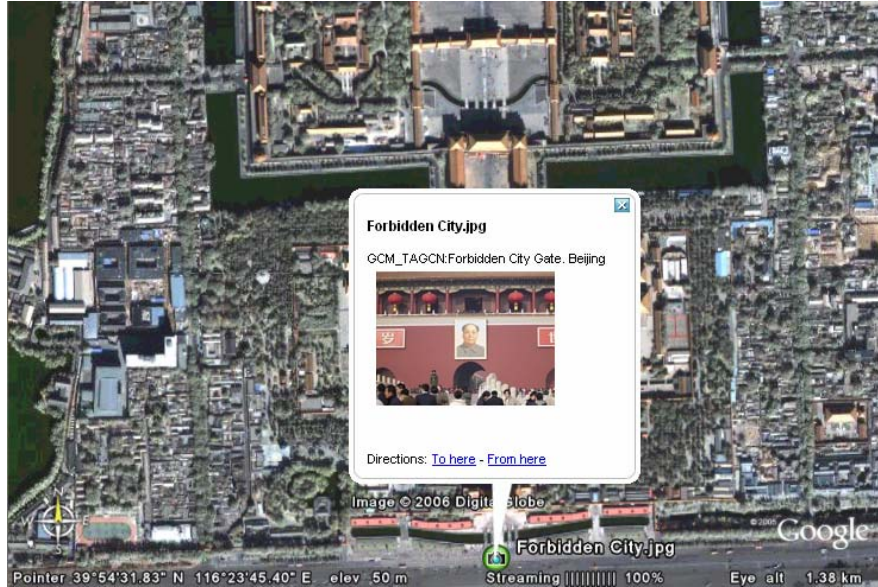 Forbidden City.jpg
GCM_TAGCN:Forbidden City Gate. Beijing
岁
Directions: To here - From here
Image © 2006 DigitalGlobe
N
W E
S
© 2005 Google
Forbidden City.jpg
Pointer 39°54'31.83" N 116°23'45.40" E elev 50 m Streaming |||||||||| 100% Eye alt 1.38 km